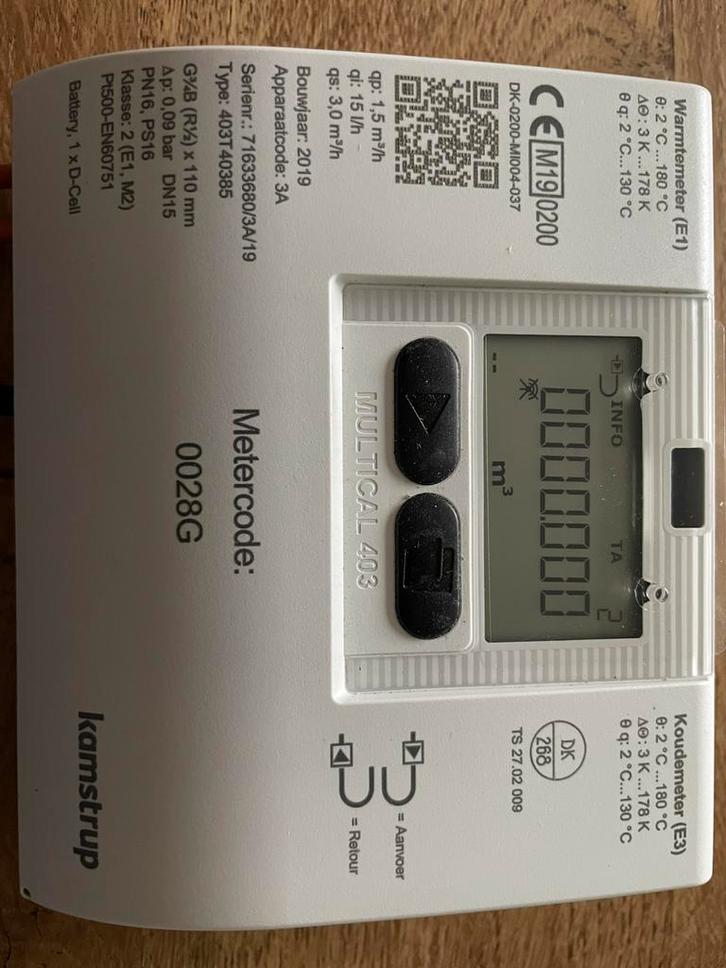 Warmtemeter (E1)
θ: 2 °C ....180 °C
ΔΘ: 3 K ...178 K
θ q: 2 °C...130 °C
CE M19 0200
DK-0200-MI004-037
qp: 1,5 m³/h
qi: 15 l/h
qs: 3,0 m³/h
Bouwjaar: 2019
Apparaatcode: 3A
Serienr.: 71633680/3A/19
Type: 403T40385
G¾B (R½) x 110 mm
Δp: 0,09 bar DN15
PN16, PS16
Klasse: 2 (E1, M2)
Pt500-EN60751
Battery, 1 x D-Cell
INFO TA 2
0000.000
m³
--
MULTICAL 403
Metercode:
0028G
Koudemeter (E3)
θ: 2 °C ...180 °C
ΔΘ: 3 K ...178 K
θ q: 2 °C...130 °C
DK
268
TS 27.02 009
= Aanvoer
= Retour
kamstrup